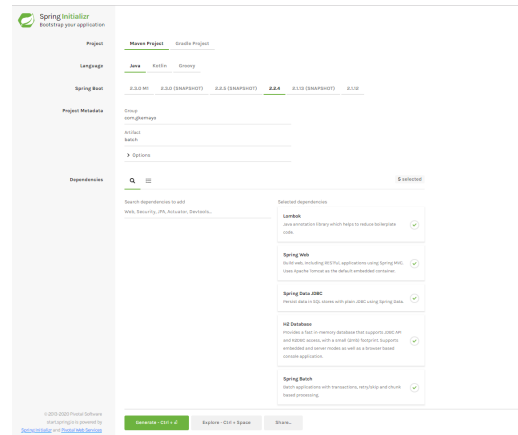 Spring Initializr
Bootstrap your application
Project
Maven Project Gradle Project
Language
Java Kotlin Groovy
Spring Boot
2.3.0 M1 2.3.0 (SNAPSHOT) 2.2.5 (SNAPSHOT) 2.2.4 2.1.13 (SNAPSHOT) 2.1.12
Project Metadata
Group
com.gkemayo
Artifact
batch
> Options
Dependencies
5 selected
Search dependencies to add
Web, Security, JPA, Actuator, Devtools...
Selected dependencies
Lombok
Java annotation library which helps to reduce boilerplate
code.
Spring Web
Build web, including RESTful, applications using Spring MVC.
Uses Apache Tomcat as the default embedded container.
Spring Data JDBC
Persist data in SQL stores with plain JDBC using Spring Data.
H2 Database
Provides a fast in-memory database that supports JDBC API
and R2DBC access, with a small (2mb) footprint. Supports
embedded and server modes as well as a browser based
console application.
Spring Batch
Batch applications with transactions, retry/skip and chunk
based processing.
© 2013-2020 Pivotal Software
start.spring.io is powered by
Spring Initializr and Pivotal Web Services
Generate - Ctrl + ⏎
Explore - Ctrl + Space
Share...